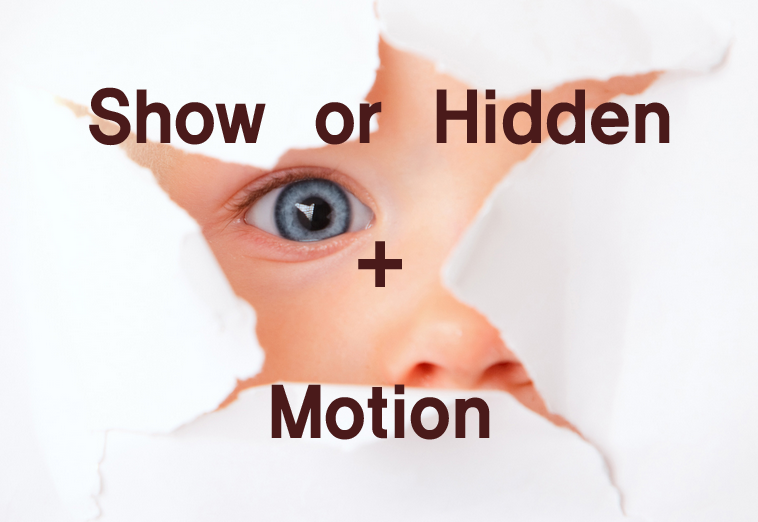 Show or Hidden
+
Motion